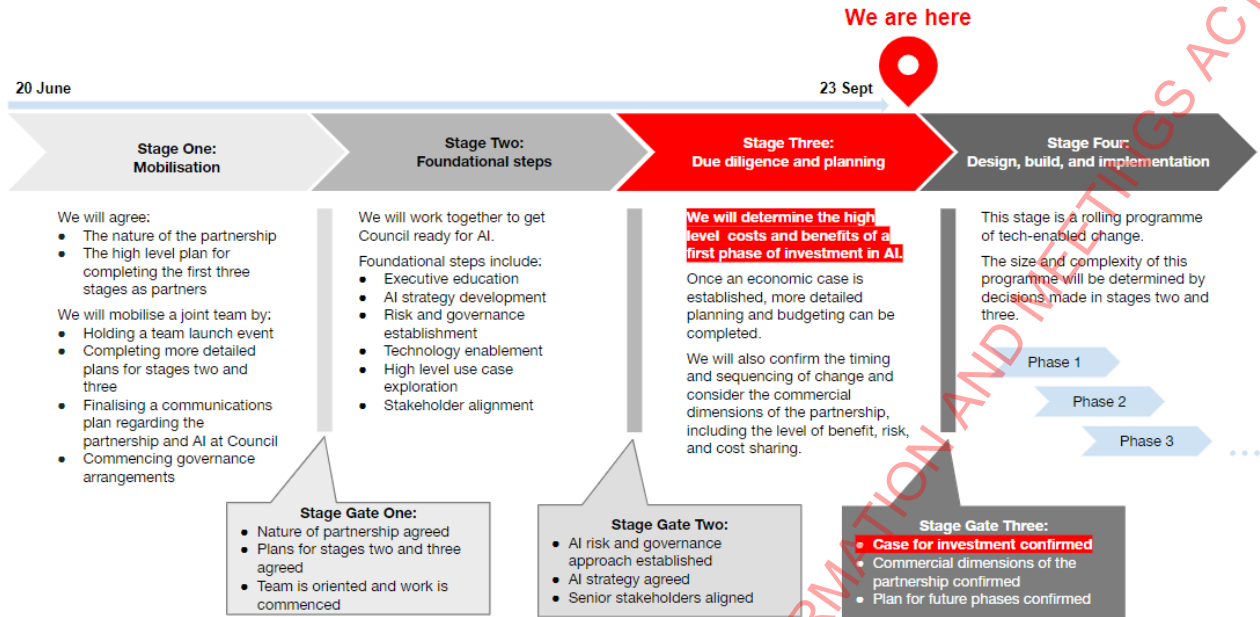 We are here
20 June
23 Sept
Stage One:
Mobilisation
Stage Two:
Foundational steps
Stage Three:
Due diligence and planning
Stage Four:
Design, build, and implementation
We will agree:
● The nature of the partnership
● The high level plan for
completing the first three
stages as partners
We will mobilise a joint team by:
● Holding a team launch event
● Completing more detailed
plans for stages two and
three
● Finalising a communications
plan regarding the
partnership and AI at Council
● Commencing governance
arrangements
We will work together to get
Council ready for AI.
Foundational steps include:
● Executive education
● AI strategy development
● Risk and governance
establishment
● Technology enablement
● High level use case
exploration
● Stakeholder alignment
We will determine the high
level costs and benefits of a
first phase of investment in AI.
Once an economic case is
established, more detailed
planning and budgeting can be
completed.
We will also confirm the timing
and sequencing of change and
consider the commercial
dimensions of the partnership,
including the level of benefit, risk,
and cost sharing.
This stage is a rolling programme
of tech-enabled change.
The size and complexity of this
programme will be determined by
decisions made in stages two and
three.
Phase 1
Phase 2
Phase 3
Stage Gate One:
● Nature of partnership agreed
● Plans for stages two and three
agreed
● Team is oriented and work is
commenced
Stage Gate Two:
● AI risk and governance
approach established
● AI strategy agreed
● Senior stakeholders aligned
Stage Gate Three:
● Case for investment confirmed
● Commercial dimensions of the
partnership confirmed
● Plan for future phases confirmed
AND MEETINGS